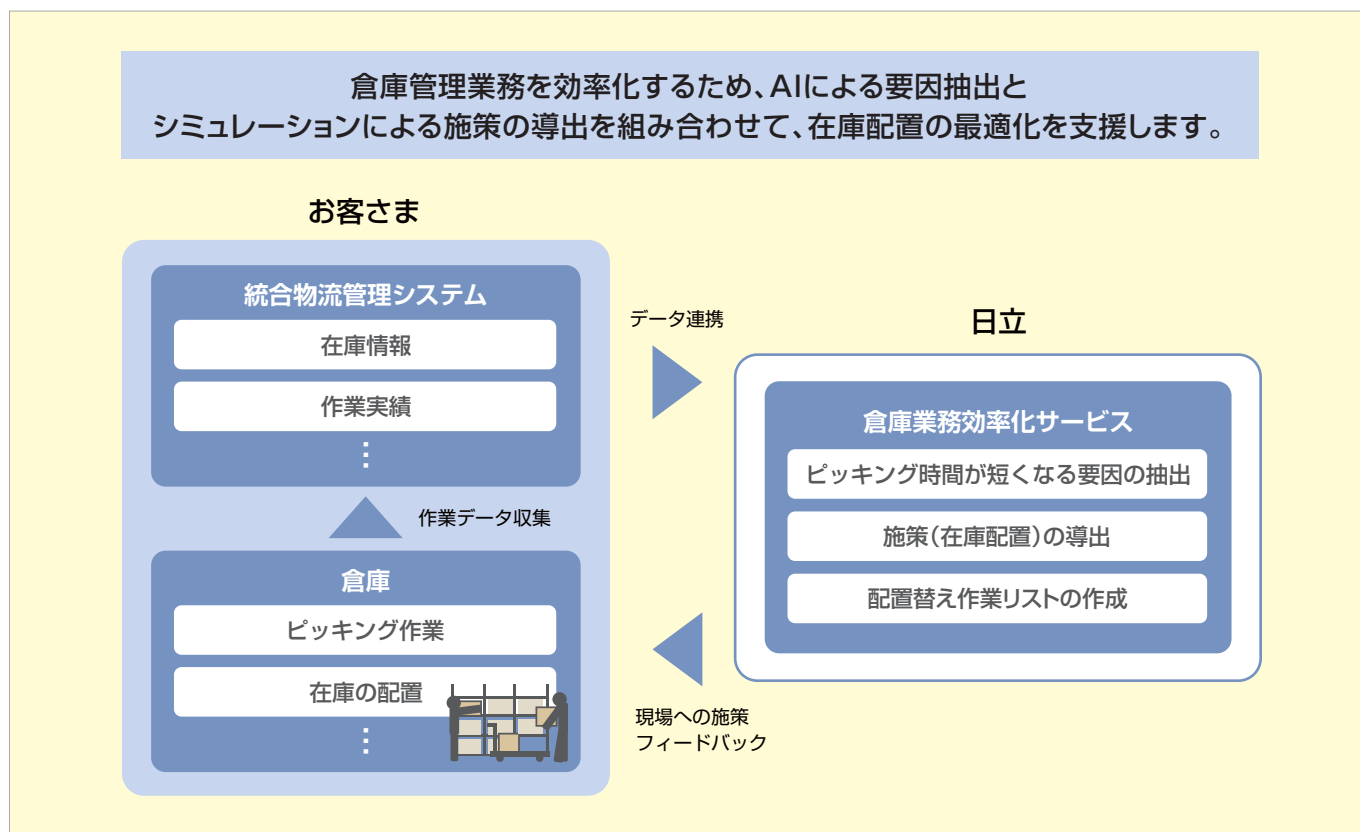 倉庫管理業務を効率化するため、AIによる要因抽出と
シミュレーションによる施策の導出を組み合わせて、在庫配置の最適化を支援します。
お客さま
統合物流管理システム
在庫情報
作業実績
⋮
作業データ収集
倉庫
ピッキング作業
在庫の配置
⋮
データ連携
現場への施策
フィードバック
日立
倉庫業務効率化サービス
ピッキング時間が短くなる要因の抽出
施策(在庫配置)の導出
配置替え作業リストの作成